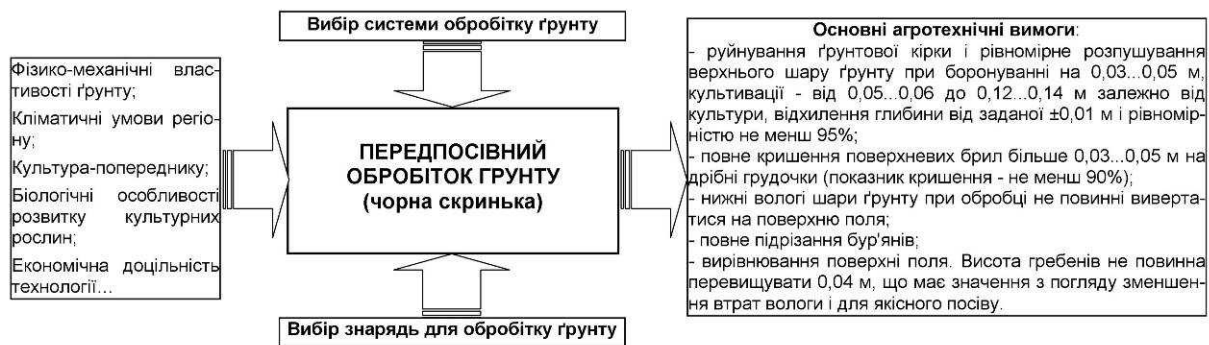 Вибір системи обробітку ґрунту
Фізико-механічні влас-
тивості ґрунту;
Кліматичні умови регіо-
ну;
Культура-попереднику;
Біологічні особливості
розвитку культурних
рослин;
Економічна доцільність
технології...
ПЕРЕДПОСІВНИЙ
ОБРОБІТОК ГРУНТУ
(чорна скринька)
Вибір знарядь для обробітку ґрунту
Основні агротехнічні вимоги:
- руйнування ґрунтової кірки і рівномірне розпушування
верхнього шару ґрунту при боронуванні на 0,03...0,05 м,
культивації - від 0,05...0,06 до 0,12...0,14 м залежно від
культури, відхилення глибини від заданої ±0,01 м і рівномір-
ністю не менш 95%;
- повне кришення поверхневих брил більше 0,03...0,05 м на
дрібні грудочки (показник кришення - не менш 90%);
- нижні вологі шари ґрунту при обробці не повинні виверта-
тися на поверхню поля;
- повне підрізання бур'янів;
- вирівнювання поверхні поля. Висота гребенів не повинна
перевищувати 0,04 м, що має значення з погляду зменшен-
ня втрат вологи і для якісного посіву.